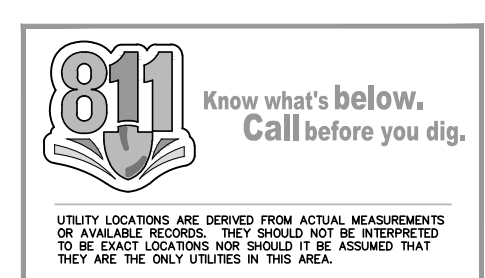 811
Know what's below.
Call before you dig.
UTILITY LOCATIONS ARE DERIVED FROM ACTUAL MEASUREMENTS
OR AVAILABLE RECORDS. THEY SHOULD NOT BE INTERPRETED
TO BE EXACT LOCATIONS NOR SHOULD IT BE ASSUMED THAT
THEY ARE THE ONLY UTILITIES IN THIS AREA.